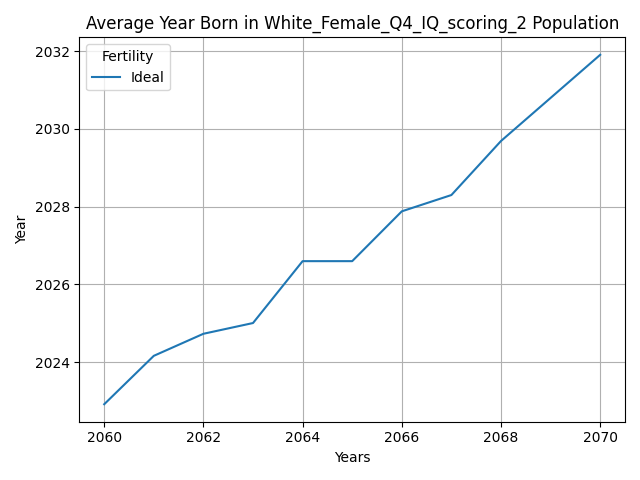 Average Year Born in White_Female_Q4_IQ_scoring_2 Population
Fertility
Ideal
2032
2030
2028
2026
2024
Year
2060
2062
2064
2066
2068
2070
Years